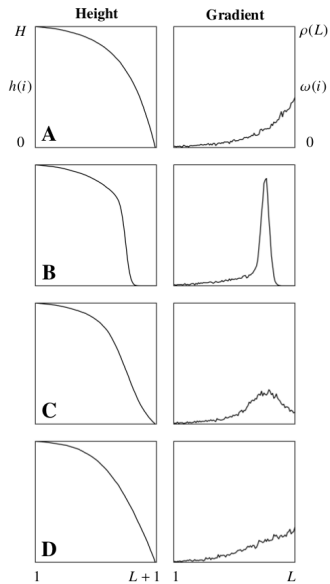 Height Gradient
H ρ(L)
h(i) ω(i)
A
0 0
B
C
D
1 L + 1 1 L